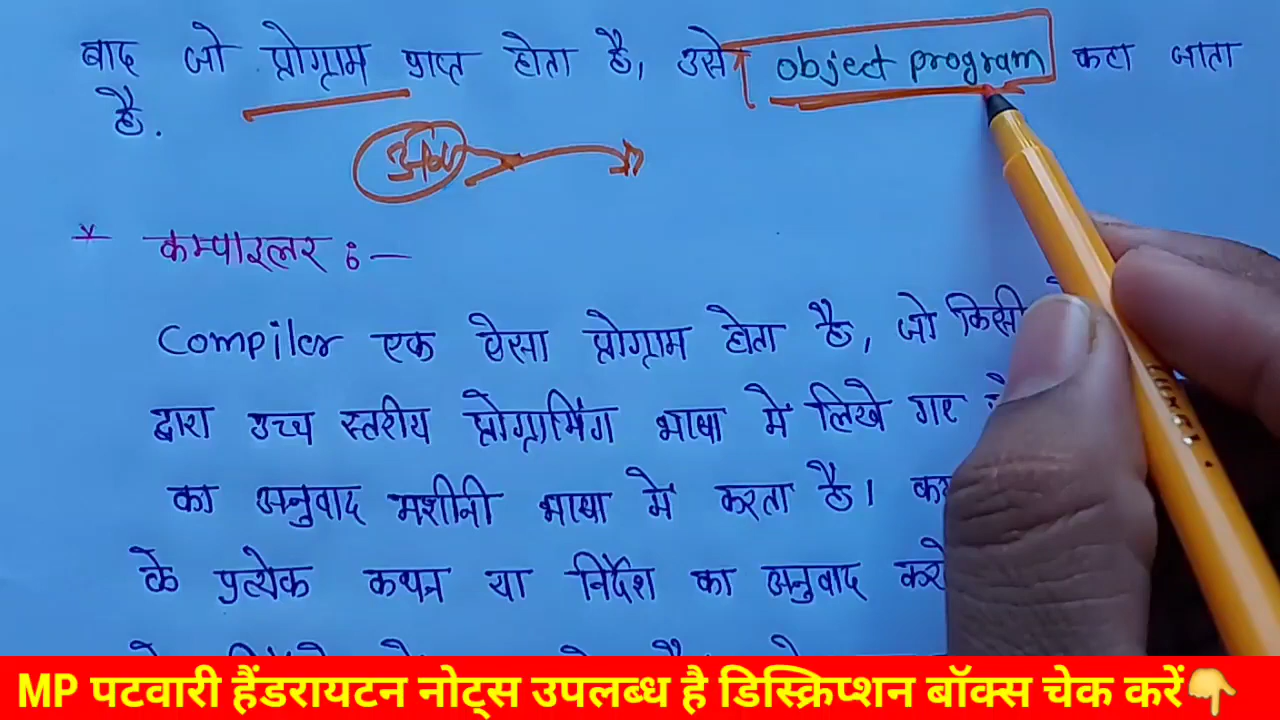 बाद जो प्रोग्राम प्राप्त होता है, उसे object program कहा जाता
है.
* कम्पाइलर :-
Compiler एक ऐसा प्रोग्राम होता है, जो किसी
द्वारा उच्च स्तरीय प्रोग्रामिंग भाषा में लिखे गए
का अनुवाद मशीनी भाषा में करता है।
के प्रत्येक कथन या निर्देश का अनुवाद करके
MP पटवारी हैंडरायटन नोट्स उपलब्ध है डिस्क्रिप्शन बॉक्स चेक करें👇